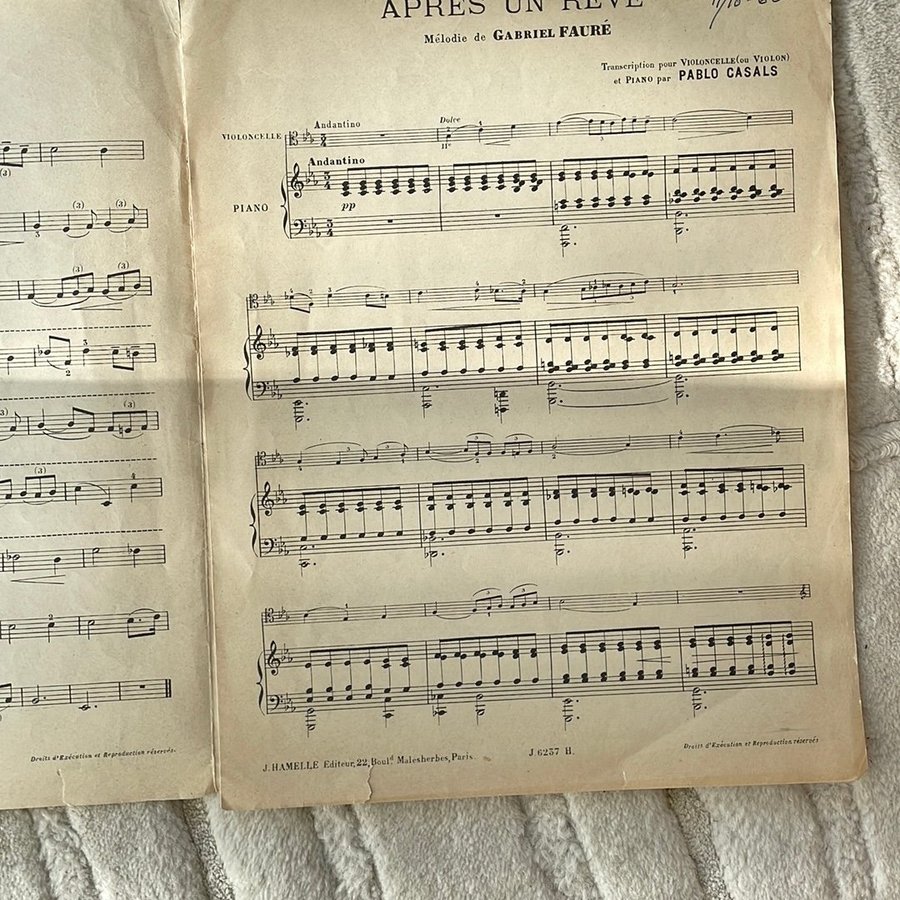 APRÈS UN RÊVE
Mélodie de GABRIEL FAURÉ
Transcription pour VIOLONCELLE (ou VIOLON)
et PIANO par PABLO CASALS
VIOLONCELLE
Andantino
Dolce
PIANO
Andantino
pp
J. HAMELLE Editeur, 22, Boul.d Malesherbes, Paris.
J. 6237 H.
Droits d'Exécution et Reproduction réservés.
Droits d'Exécution et Reproduction réservés.